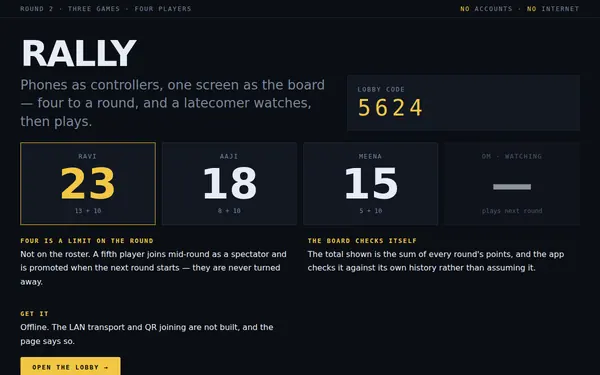 ROUND 2 · THREE GAMES · FOUR PLAYERS
NO ACCOUNTS · NO INTERNET
RALLY
Phones as controllers, one screen as the board
— four to a round, and a latecomer watches,
then plays.
LOBBY CODE
5624
RAVI
23
13 + 10
AAJI
18
8 + 10
MEENA
15
5 + 10
OM · WATCHING
—
plays next round
FOUR IS A LIMIT ON THE ROUND
Not on the roster. A fifth player joins mid-round as a spectator and
is promoted when the next round starts — they are never turned
away.
THE BOARD CHECKS ITSELF
The total shown is the sum of every round's points, and the app
checks it against its own history rather than assuming it.
GET IT
Offline. The LAN transport and QR joining are not built, and the
page says so.
OPEN THE LOBBY →